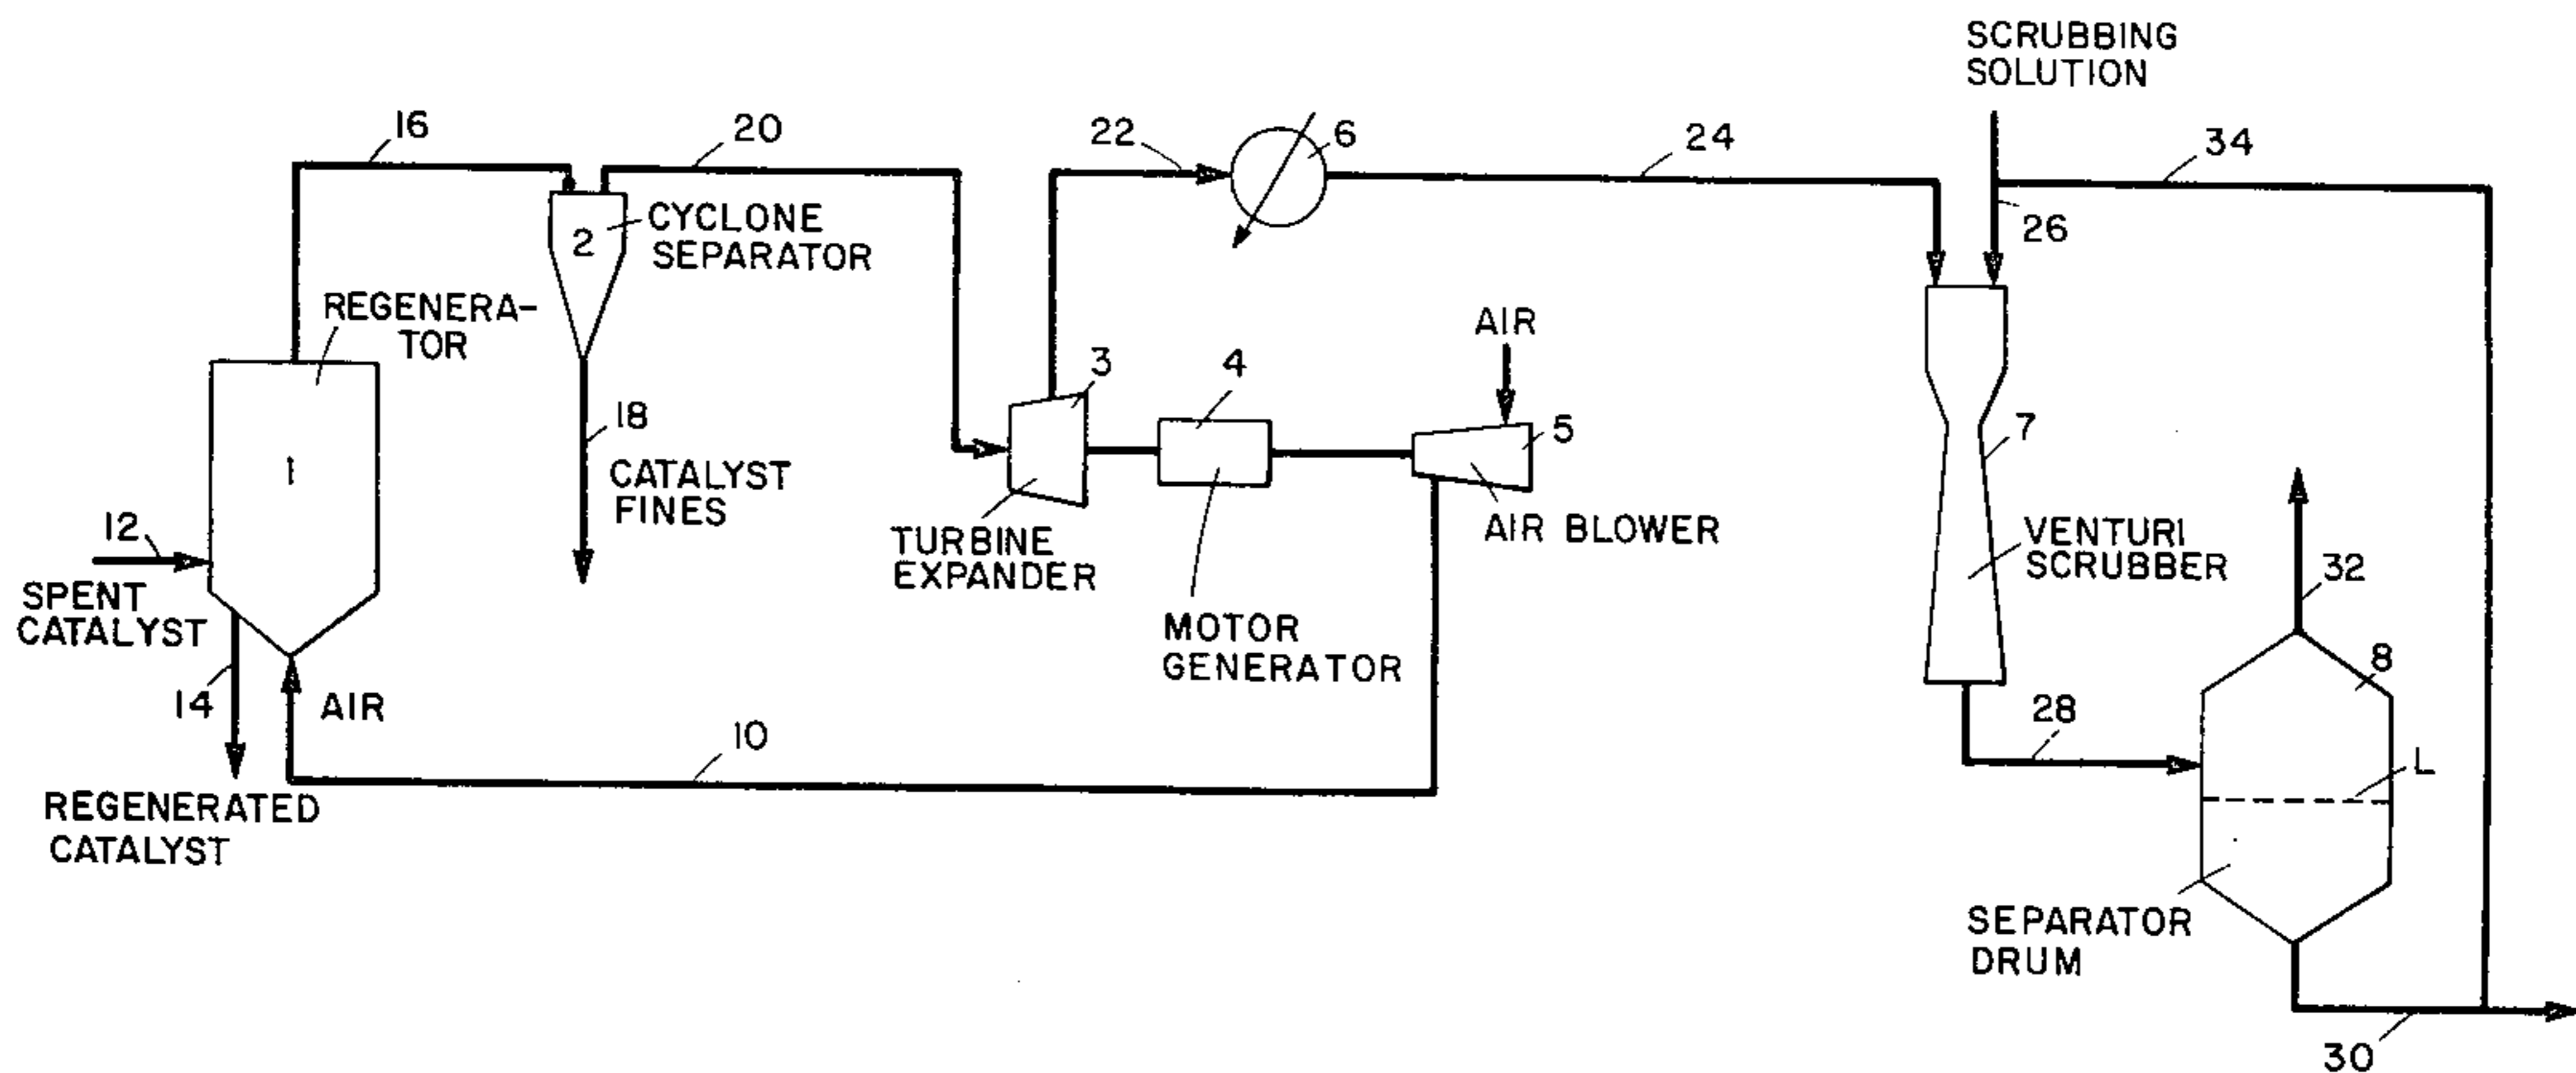 SCRUBBING
SOLUTION
16
20
22
6
24
34
26
2
CYCLONE
SEPARATOR
REGENERA-
TOR
AIR
3
4
5
7
1
18
CATALYST
FINES
TURBINE
EXPANDER
AIR BLOWER
VENTURI
SCRUBBER
12
SPENT
CATALYST
MOTOR
GENERATOR
32
8
14
AIR
10
28
L
REGENERATED
CATALYST
SEPARATOR
DRUM
30